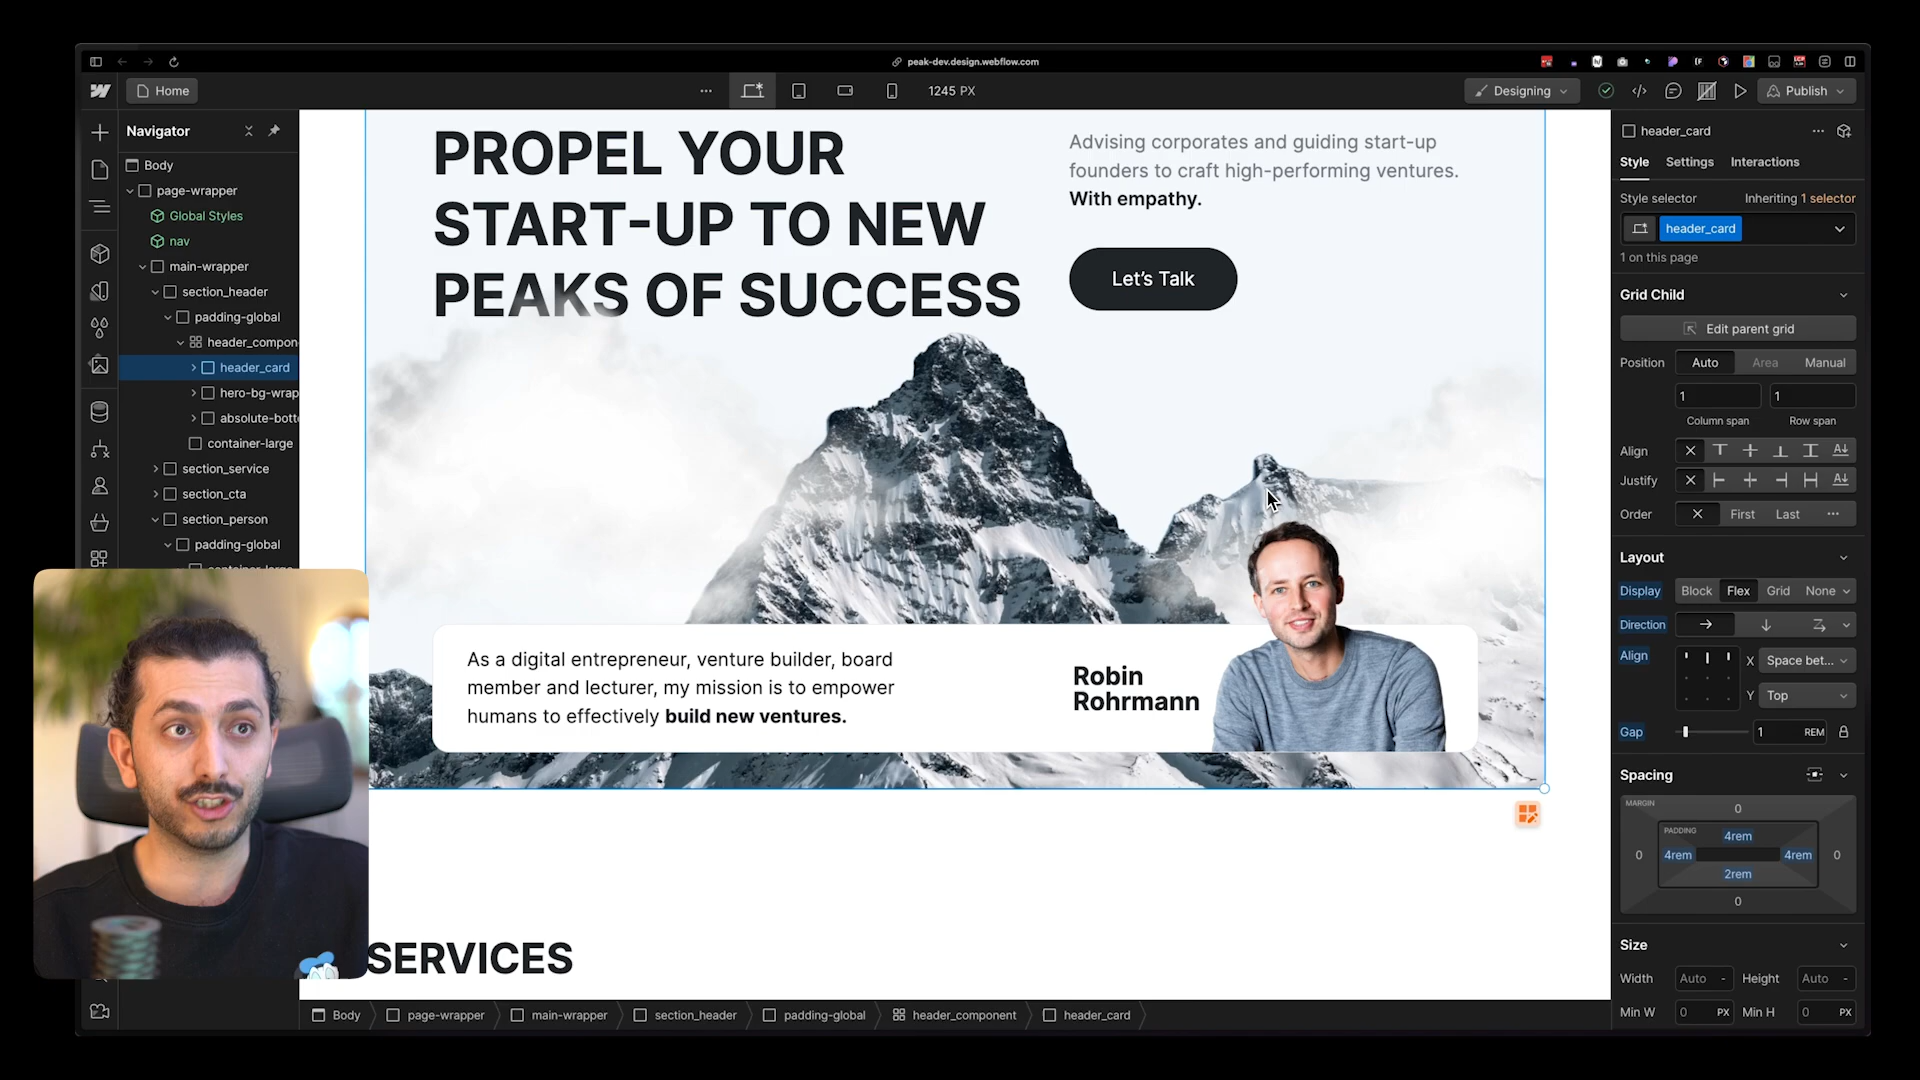 peak-dev.design.webflow.com
Home
1245 PX
Designing
Publish
Navigator
Body
page-wrapper
Global Styles
nav
main-wrapper
section_header
padding-global
header_compon
header_card
hero-bg-wrap
absolute-bott
container-large
section_service
section_cta
section_person
padding-global
PROPEL YOUR
START-UP TO NEW
PEAKS OF SUCCESS
Advising corporates and guiding start-up
founders to craft high-performing ventures.
With empathy.
Let's Talk
As a digital entrepreneur, venture builder, board
member and lecturer, my mission is to empower
humans to effectively build new ventures.
Robin
Rohrmann
SERVICES
Body
page-wrapper
main-wrapper
section_header
padding-global
header_component
header_card
header_card
Style
Settings
Interactions
Style selector
Inheriting 1 selector
header_card
1 on this page
Grid Child
Edit parent grid
Position
Auto
Area
Manual
1
1
Column span
Row span
Align
Justify
Order
First
Last
Layout
Display
Block
Flex
Grid
None
Direction
Align
X
Space bet...
Y
Top
Gap
1
REM
Spacing
MARGIN
0
PADDING
4rem
0
4rem
4rem
0
2rem
0
Size
Width
Auto
-
Height
Auto
-
Min W
0
PX
Min H
0
PX